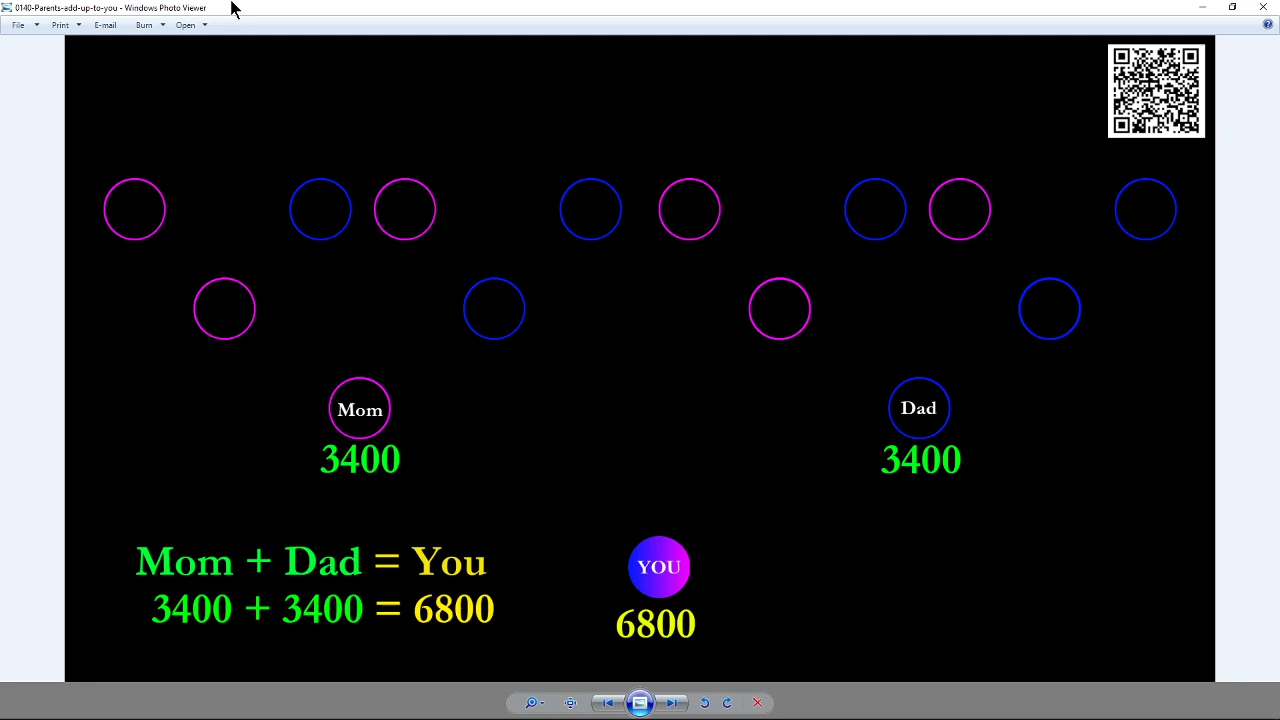 0140-Parents-add-up-to-you - Windows Photo Viewer
File Print E-mail Burn Open
Mom Dad
3400 3400
Mom + Dad = You
3400 + 3400 = 6800
YOU
6800